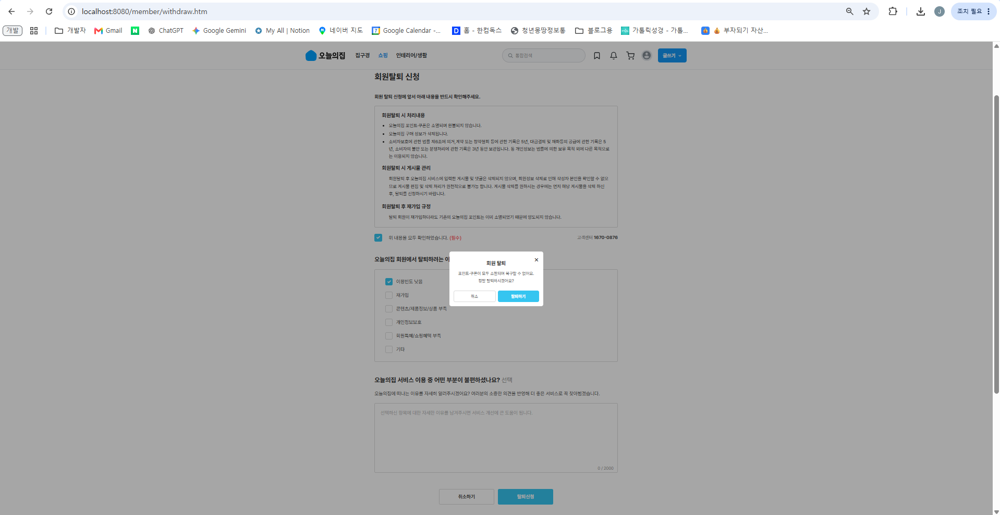 localhost:8080/member/withdraw.htm
조치 필요
개발
개발자
Gmail
ChatGPT
Google Gemini
My All | Notion
네이버 지도
Google Calendar -...
홈 - 한컴독스
청년몽땅정보통
블로그용
가톨릭성경 - 가톨...
부자되기 자산...
오늘의집 집구경 쇼핑 인테리어/생활
통합검색
글쓰기
회원탈퇴 신청
회원 탈퇴 신청에 앞서 아래 내용을 반드시 확인해주세요.
회원탈퇴 시 처리내용
오늘의집 포인트·쿠폰은 소멸되며 환불되지 않습니다.
오늘의집 구매 정보가 삭제됩니다.
소비자보호에 관한 법률 제6조에 의거,계약 또는 청약철회 등에 관한 기록은 5년, 대금결제 및 재화등의 공급에 관한 기록은 5
년, 소비자의 불만 또는 분쟁처리에 관한 기록은 3년 동안 보관됩니다. 동 개인정보는 법률에 의한 보유 목적 외에 다른 목적으로
는 이용되지 않습니다.
회원탈퇴 시 게시물 관리
회원탈퇴 후 오늘의집 서비스에 입력한 게시물 및 댓글은 삭제되지 않으며, 회원정보 삭제로 인해 작성자 본인을 확인할 수 없으
므로 게시물 편집 및 삭제 처리가 원천적으로 불가능 합니다. 게시물 삭제를 원하시는 경우에는 먼저 해당 게시물을 삭제 하신
후, 탈퇴를 신청하시기 바랍니다.
회원탈퇴 후 재가입 규정
탈퇴 회원이 재가입하더라도 기존의 오늘의집 포인트는 이미 소멸되었기 때문에 양도되지 않습니다.
위 내용을 모두 확인하였습니다. (필수)
고객센터 1670-0876
오늘의집 회원에서 탈퇴하려는 이
이용빈도 낮음
재가입
콘텐츠/제품정보/상품 부족
개인정보보호
회원특혜/쇼핑혜택 부족
기타
회원 탈퇴
포인트·쿠폰이 모두 소멸되며 복구할 수 없어요.
정말 탈퇴하시겠어요?
취소
탈퇴하기
오늘의집 서비스 이용 중 어떤 부분이 불편하셨나요? 선택
오늘의집에 떠나는 이유를 자세히 알려주시겠어요? 여러분의 소중한 의견을 반영해 더 좋은 서비스로 꼭 찾아뵙겠습니다.
선택하신 항목에 대한 자세한 이유를 남겨주시면 서비스 개선에 큰 도움이 됩니다.
0 / 2000
취소하기
탈퇴신청